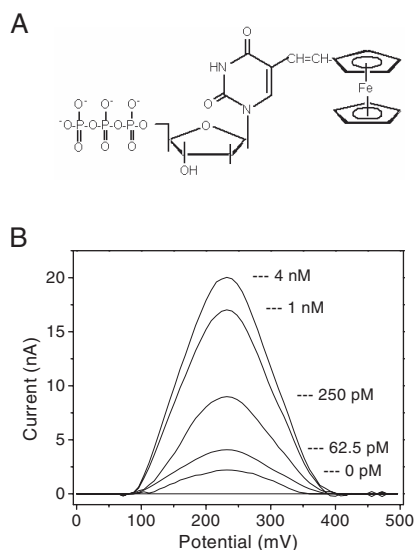 A
O⁻ O⁻ O⁻ O NH O N CH=CH Fe
⁻O-P-O-P-O-P-O O
O O O OH
B
Current (nA)
20
15
10
5
0
--- 4 nM
--- 1 nM
--- 250 pM
--- 62.5 pM
--- 0 pM
0 100 200 300 400 500
Potential (mV)